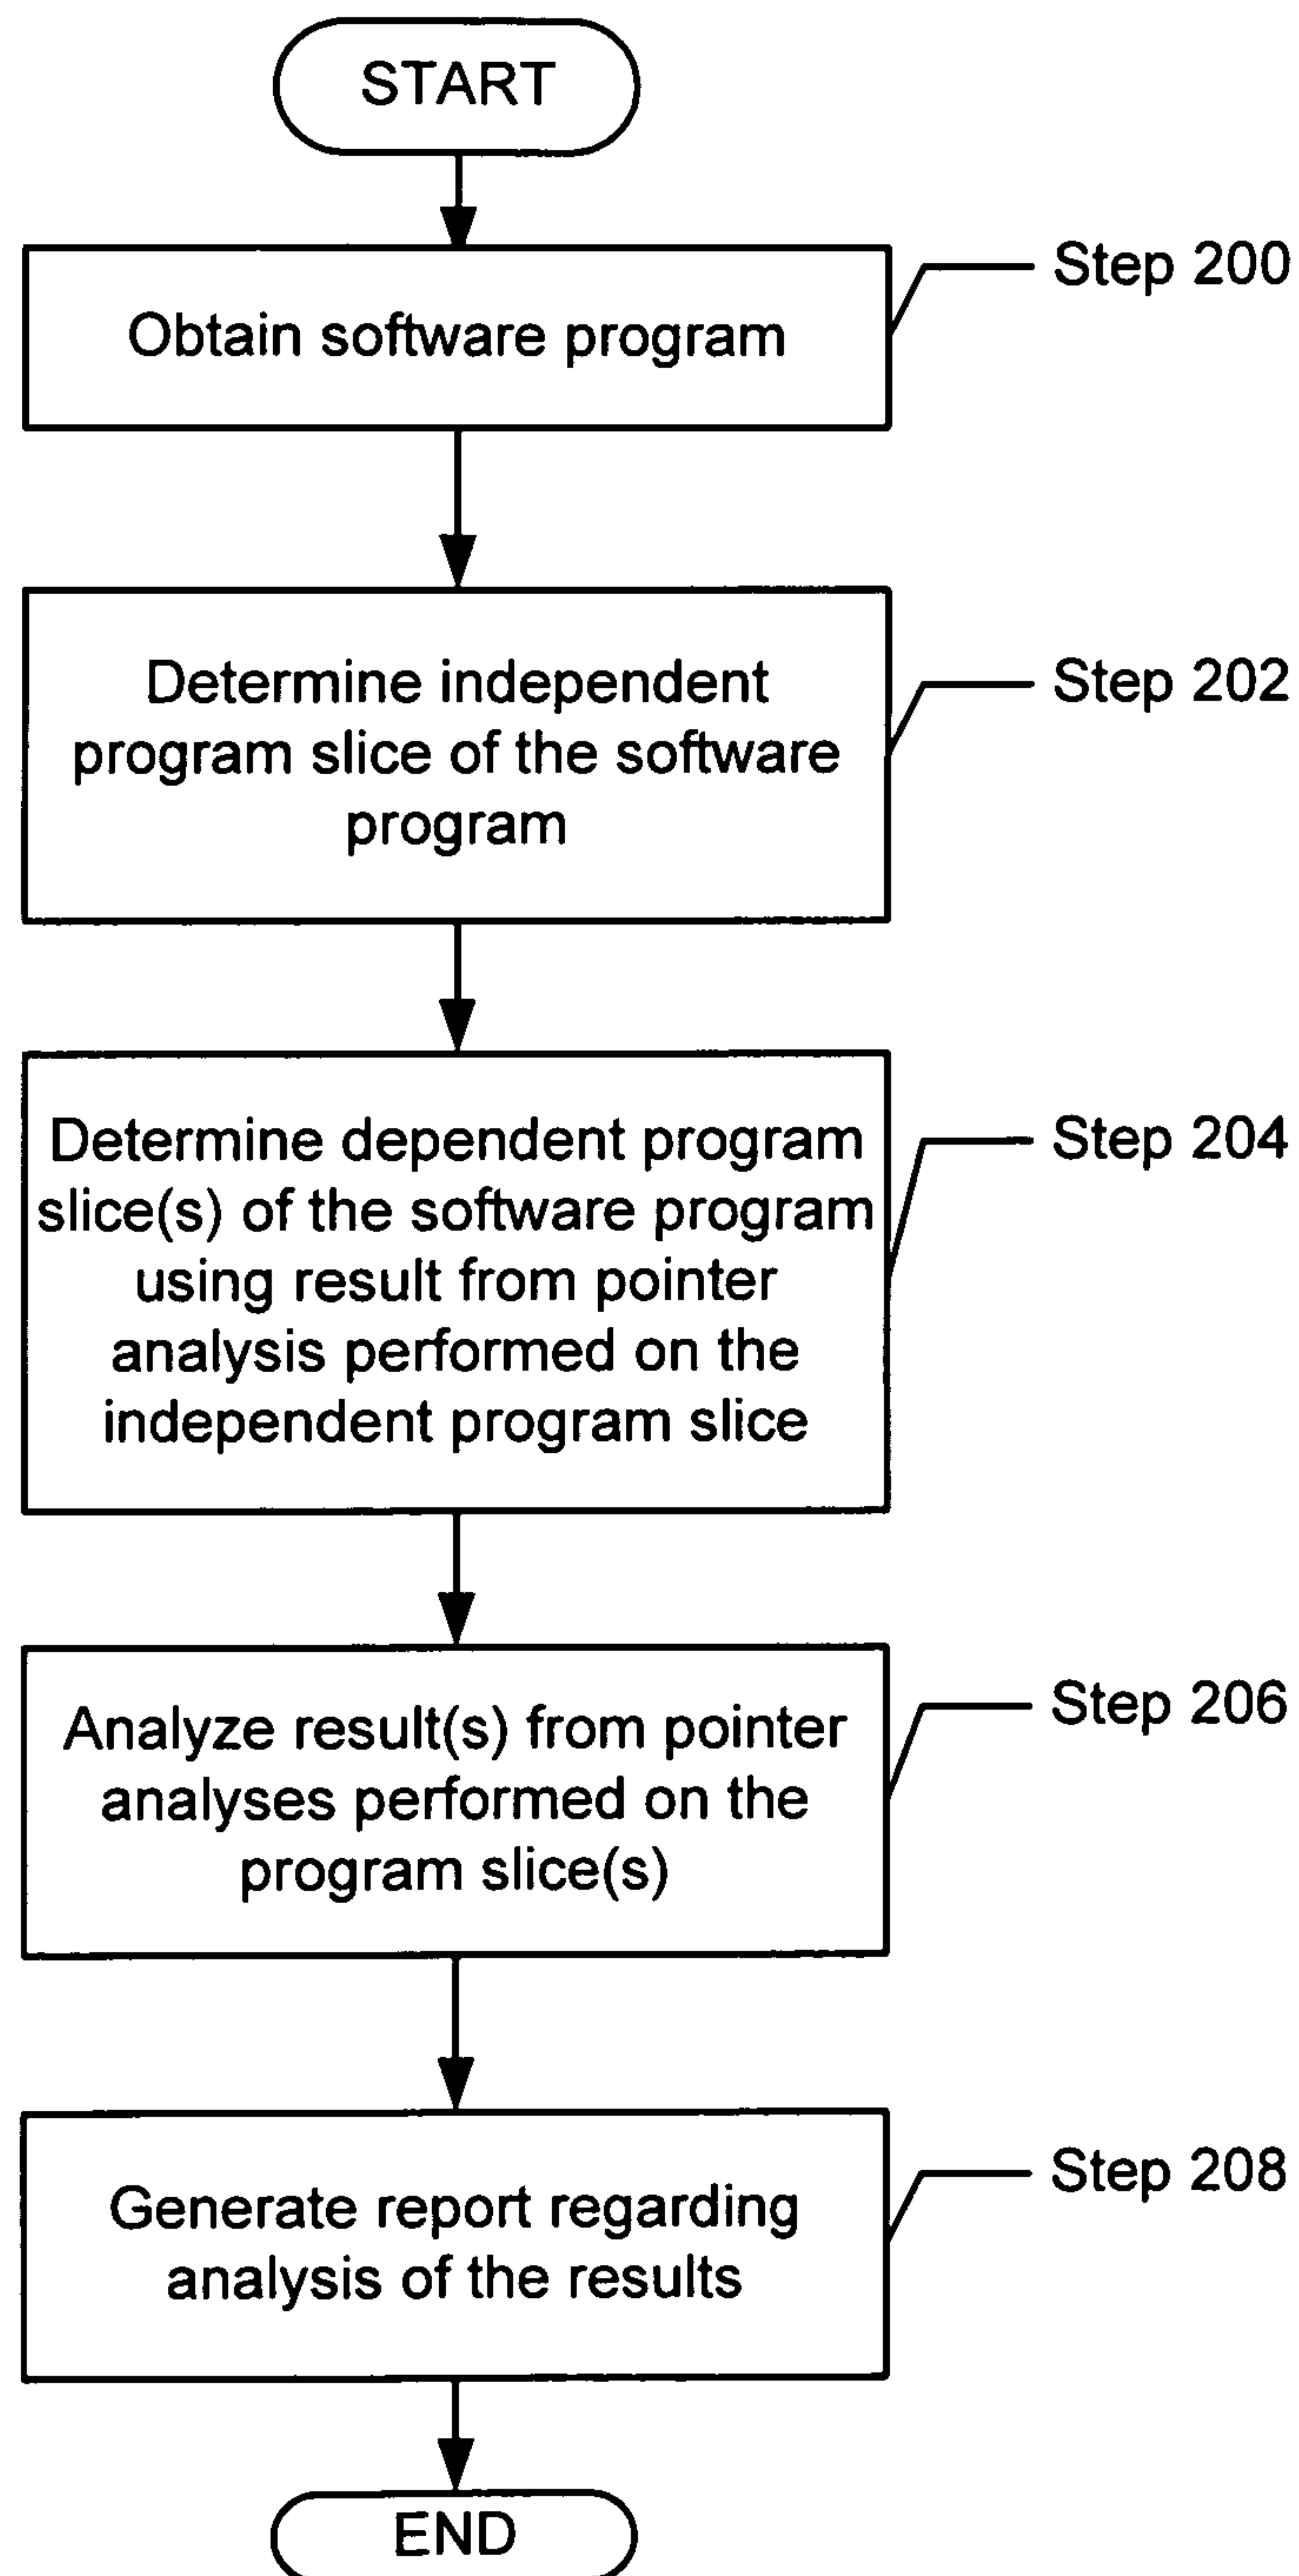 START
Step 200
Obtain software program
Step 202
Determine independent
program slice of the software
program
Step 204
Determine dependent program
slice(s) of the software program
using result from pointer
analysis performed on the
independent program slice
Step 206
Analyze result(s) from pointer
analyses performed on the
program slice(s)
Step 208
Generate report regarding
analysis of the results
END